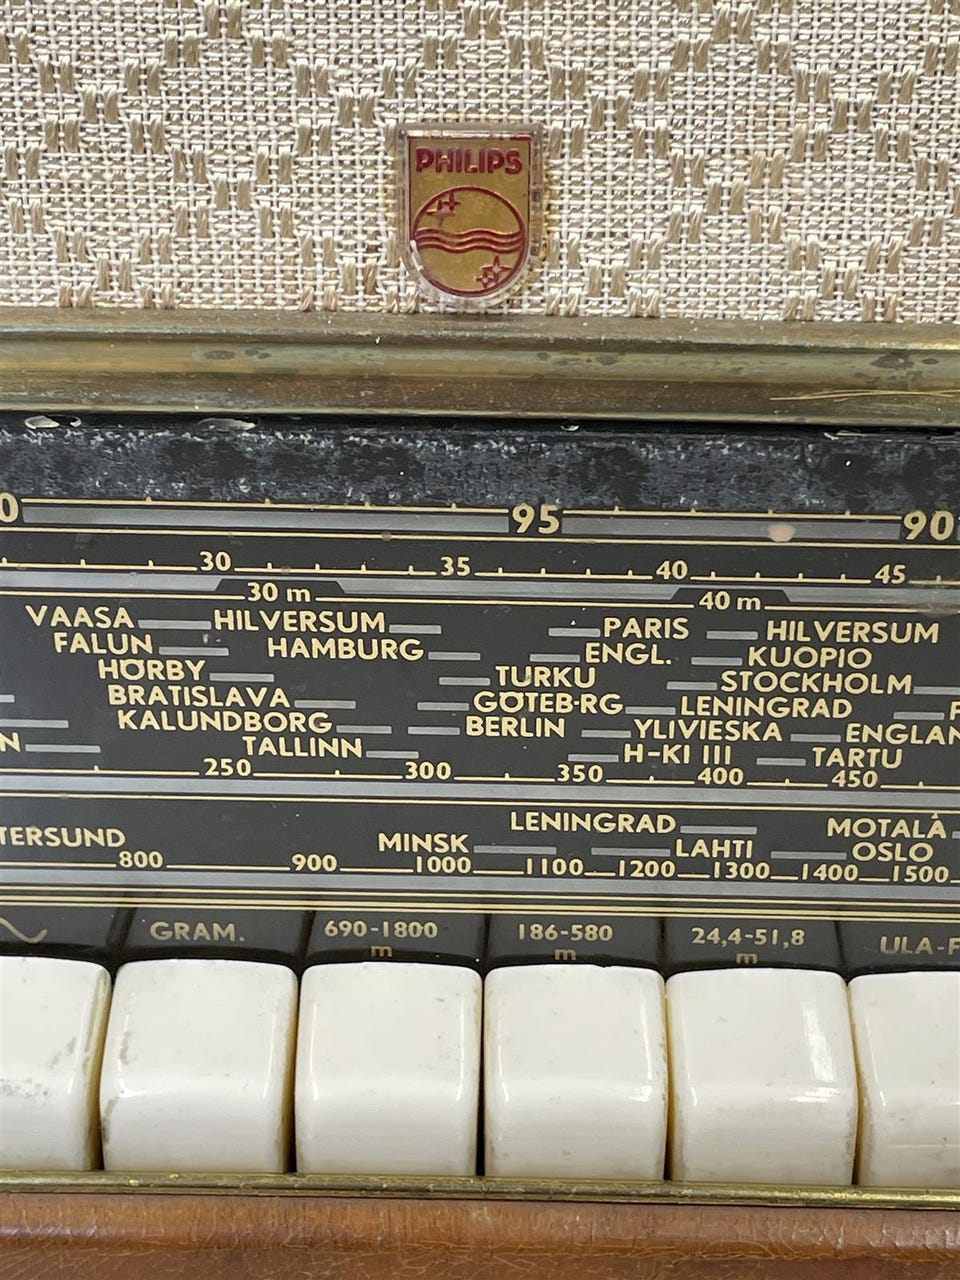 PHILIPS
95 90
30 35 40 45
30 m 40 m
VAASA HILVERSUM PARIS HILVERSUM
FALUN HAMBURG ENGL. KUOPIO
HÖRBY TURKU STOCKHOLM
BRATISLAVA GÖTEB·RG LENINGRAD
KALUNDBORG BERLIN YLIVIESKA ENGLAN
TALLINN H-KI III TARTU
250 300 350 400 450
LENINGRAD MOTALA
TERSUND MINSK LAHTI OSLO
800 900 1000 1100 1200 1300 1400 1500
GRAM. 690-1800 m 186-580 m 24,4-51,8 m ULA-F